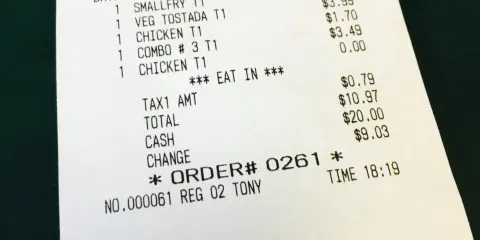 1 SMALLFRY T1
1 VEG TOSTADA T1 $3.99
1 CHICKEN T1 $1.70
1 COMBO # 3 T1 $3.49
1 CHICKEN T1 0.00
*** EAT IN ***
TAX1 AMT $0.79
TOTAL $10.97
CASH $20.00
CHANGE $9.03
* ORDER# 0261 *
NO.000061 REG 02 TONY TIME 18:19